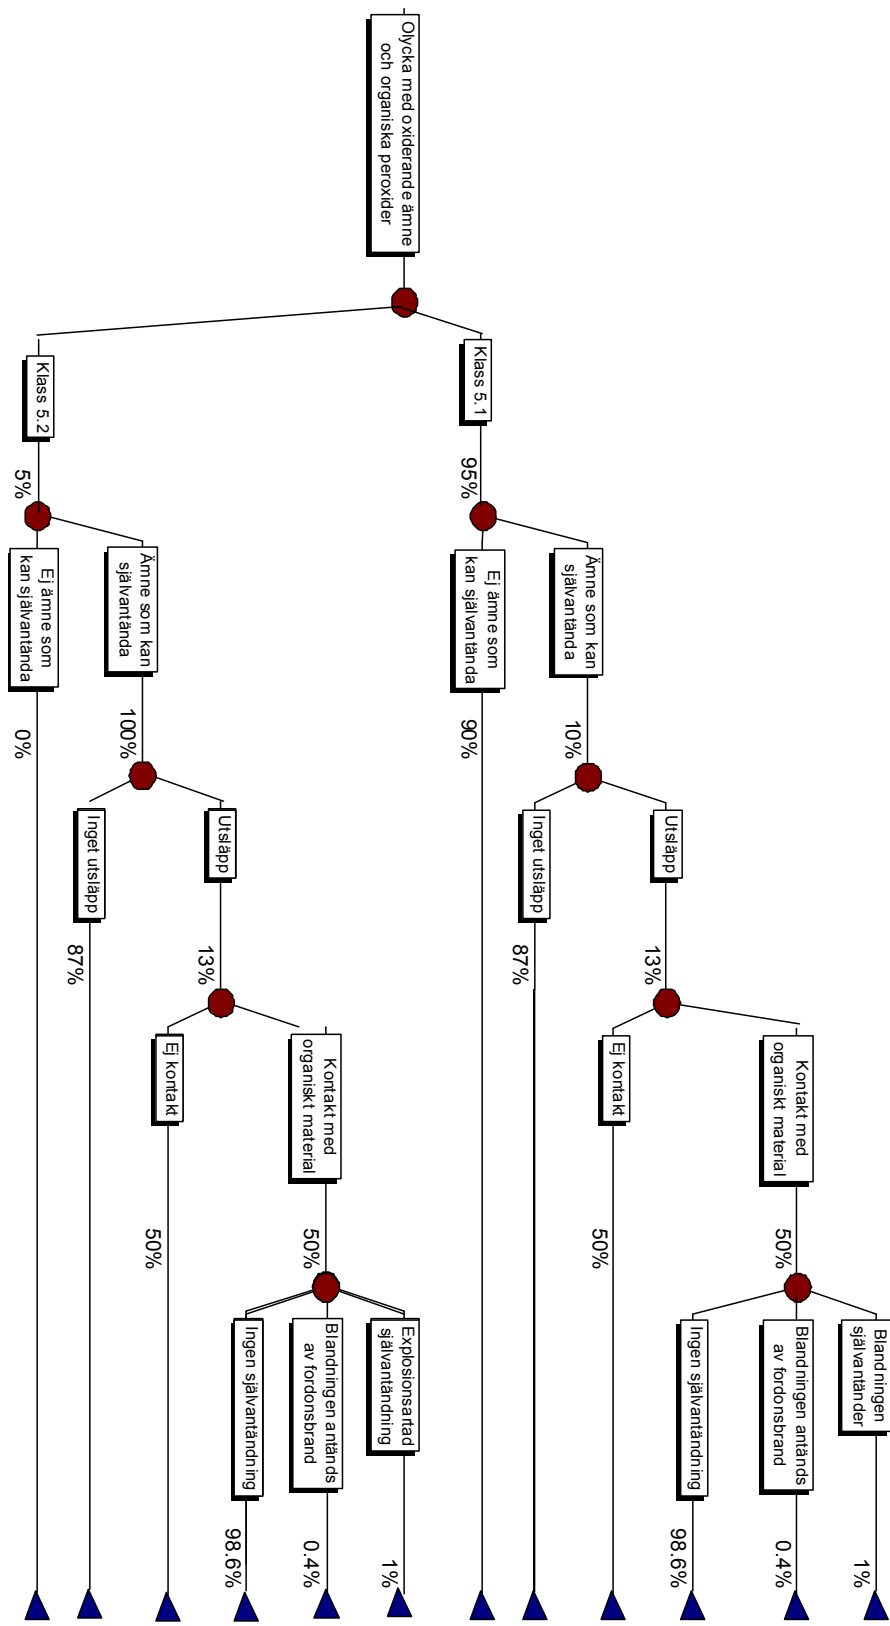 Olycka med oxiderande ämne
och organiska peroxider
Klass 5.1
95%
Ämne som kan
självantända
10%
Utsläpp
13%
Kontakt med
organiskt material
50%
Blandningen
självantänder
1%
Blandningen antänds
av fordonsbrand
0.4%
Ingen självantändning
98.6%
Ej kontakt
50%
Inget utsläpp
87%
Ej ämne som
kan självantända
90%
Klass 5.2
5%
Ämne som kan
självantända
100%
Utsläpp
13%
Kontakt med
organiskt material
50%
Explosionsartad
självantändning
1%
Blandningen antänds
av fordonsbrand
0.4%
Ingen självantändning
98.6%
Ej kontakt
50%
Inget utsläpp
87%
Ej ämne som
kan självantända
0%